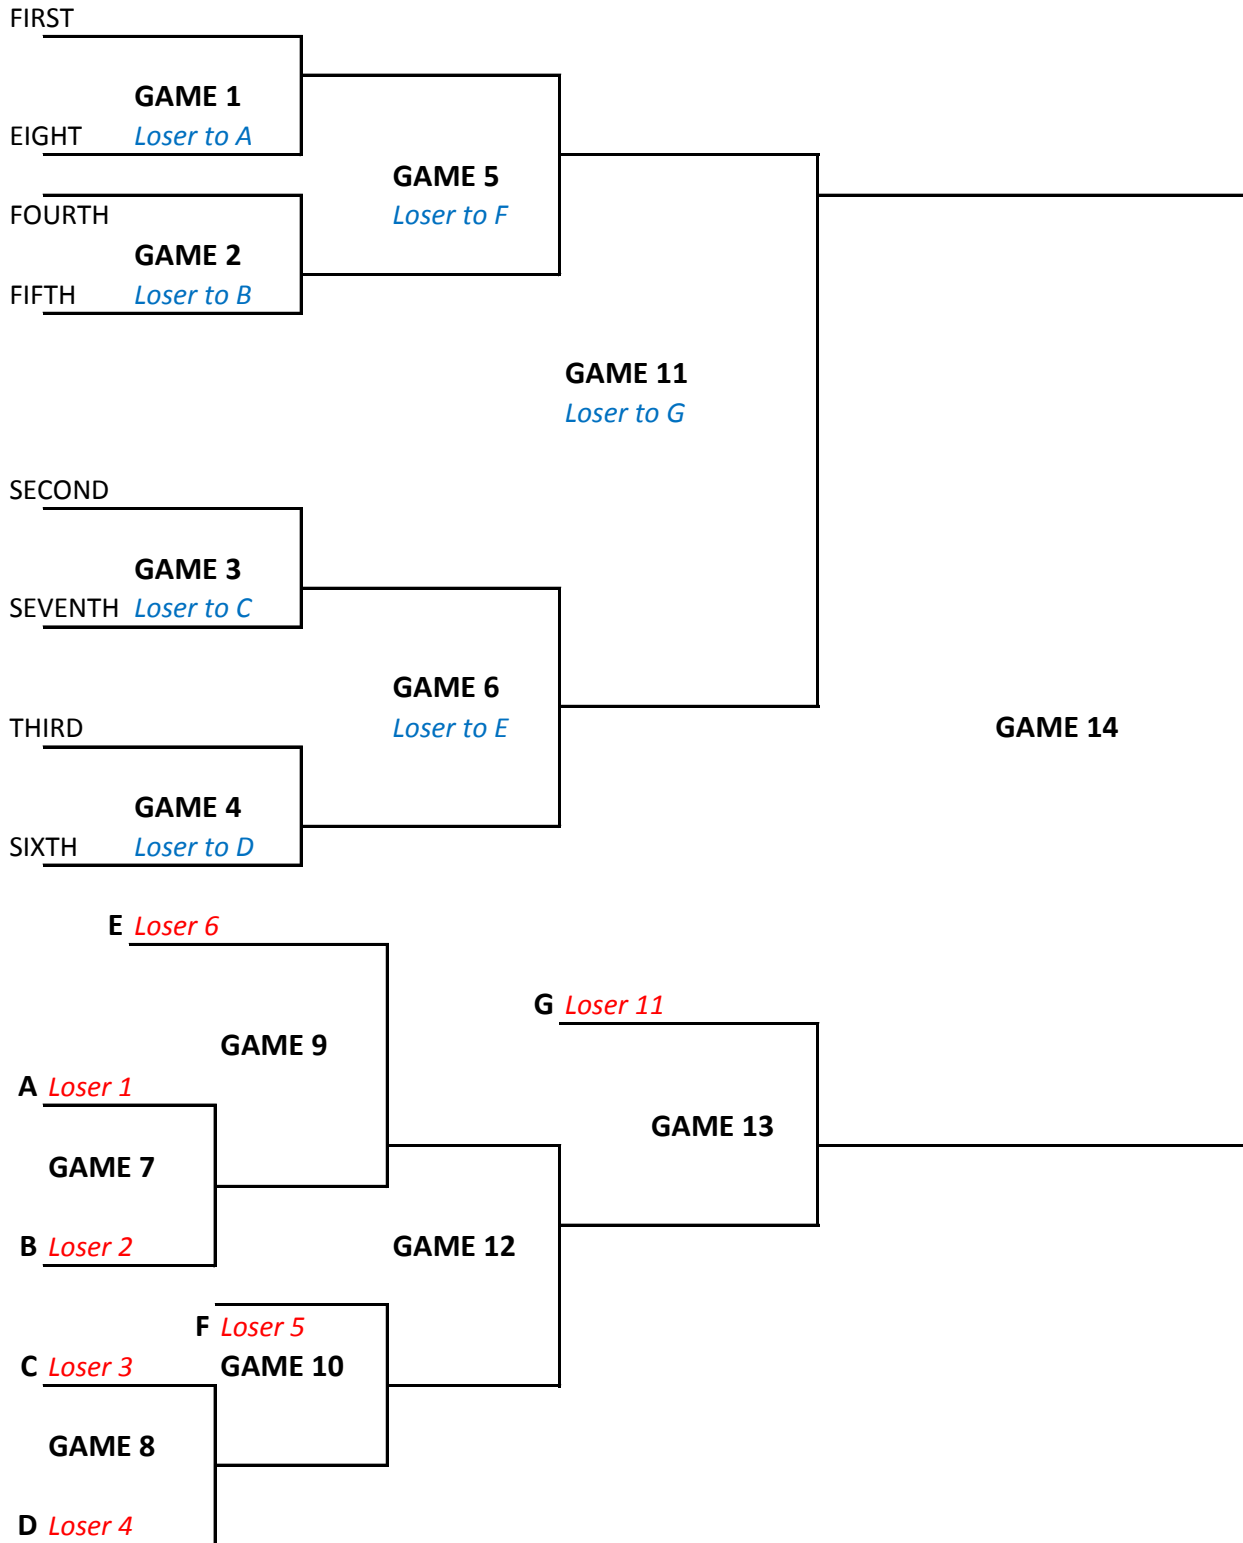 FIRST
GAME 1
EIGHT Loser to A
GAME 5
FOURTH Loser to F
GAME 2
FIFTH Loser to B
GAME 11
Loser to G
SECOND
GAME 3
SEVENTH Loser to C
GAME 6
THIRD Loser to E GAME 14
GAME 4
SIXTH Loser to D
E Loser 6
G Loser 11
GAME 9
A Loser 1
GAME 13
GAME 7
B Loser 2 GAME 12
F Loser 5
C Loser 3 GAME 10
GAME 8
D Loser 4